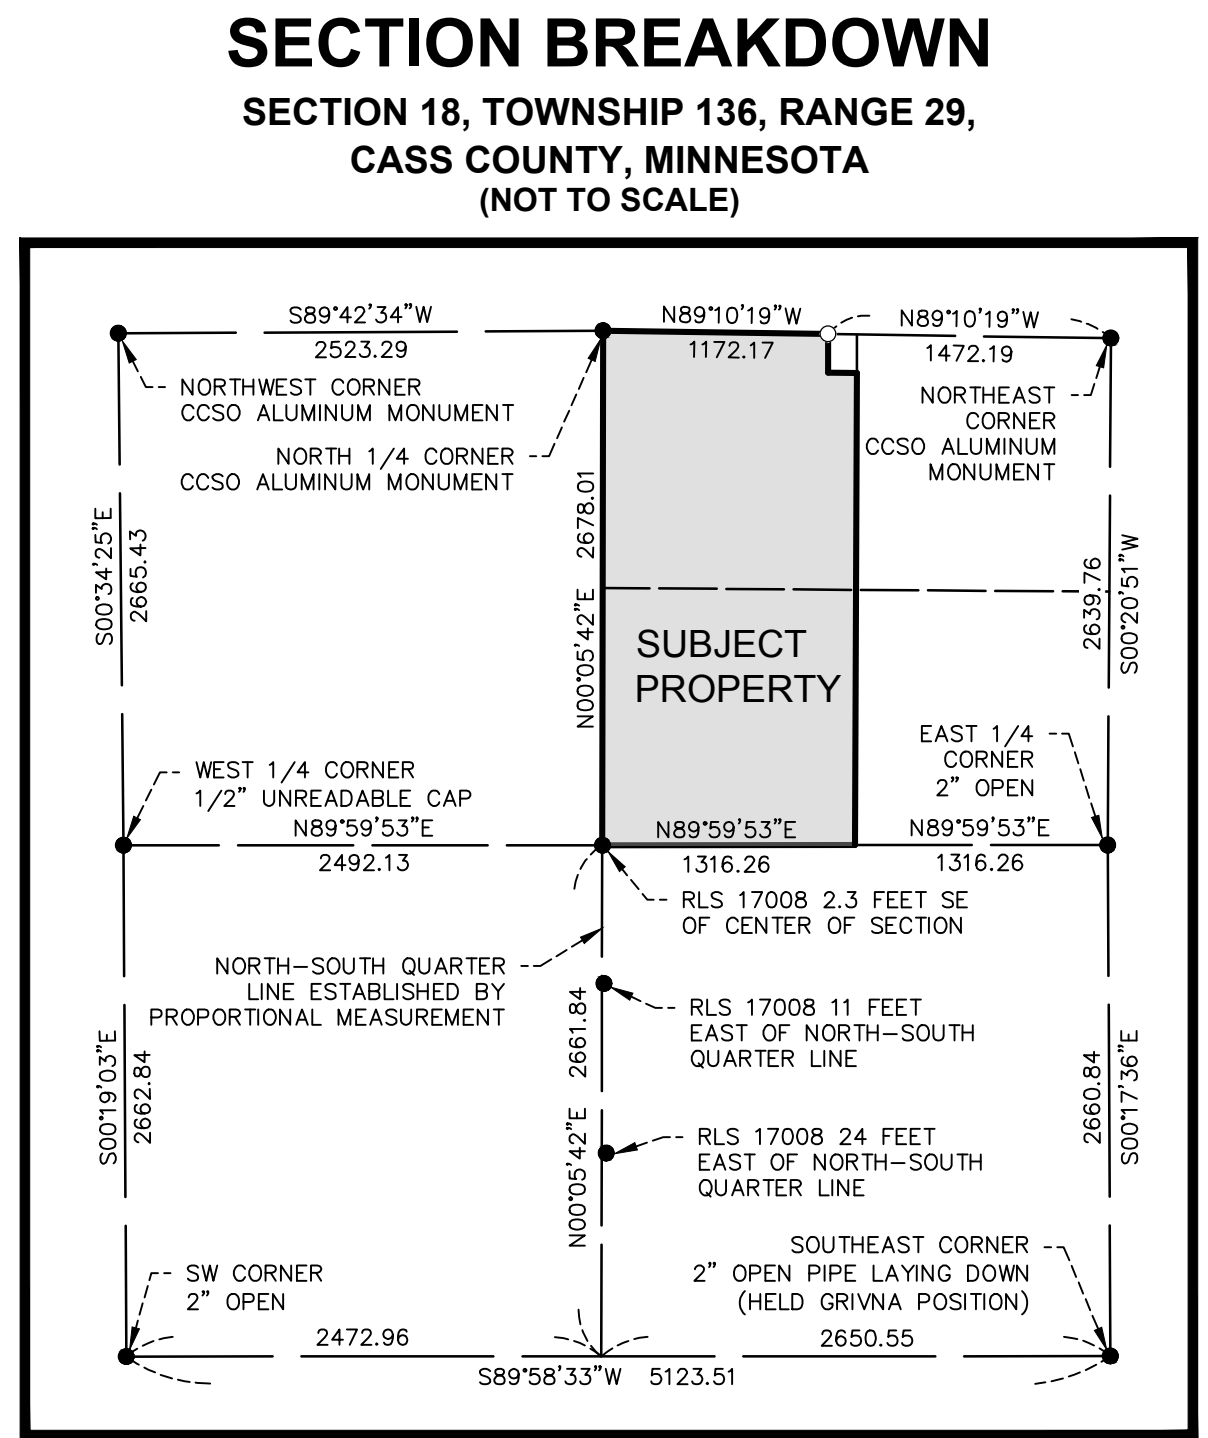 SECTION BREAKDOWN
SECTION 18, TOWNSHIP 136, RANGE 29,
CASS COUNTY, MINNESOTA
(NOT TO SCALE)
S89°42'34"W
2523.29
N89°10'19"W
1172.17
N89°10'19"W
1472.19
NORTHWEST CORNER
CCSO ALUMINUM MONUMENT
NORTH 1/4 CORNER
CCSO ALUMINUM MONUMENT
NORTHEAST
CORNER
CCSO ALUMINUM
MONUMENT
S00°34'25"E
2665.43
N00°05'42"E 2678.01
2639.76
S00°20'51"W
SUBJECT
PROPERTY
WEST 1/4 CORNER
1/2" UNREADABLE CAP
EAST 1/4
CORNER
2" OPEN
N89°59'53"E
2492.13
N89°59'53"E
1316.26
N89°59'53"E
1316.26
RLS 17008 2.3 FEET SE
OF CENTER OF SECTION
NORTH–SOUTH QUARTER
LINE ESTABLISHED BY
PROPORTIONAL MEASUREMENT
RLS 17008 11 FEET
EAST OF NORTH–SOUTH
QUARTER LINE
S00°19'03"E
2662.84
N00°05'42"E 2661.84
2660.84
S00°17'36"E
RLS 17008 24 FEET
EAST OF NORTH–SOUTH
QUARTER LINE
SW CORNER
2" OPEN
SOUTHEAST CORNER
2" OPEN PIPE LAYING DOWN
(HELD GRIVNA POSITION)
2472.96
2650.55
S89°58'33"W 5123.51